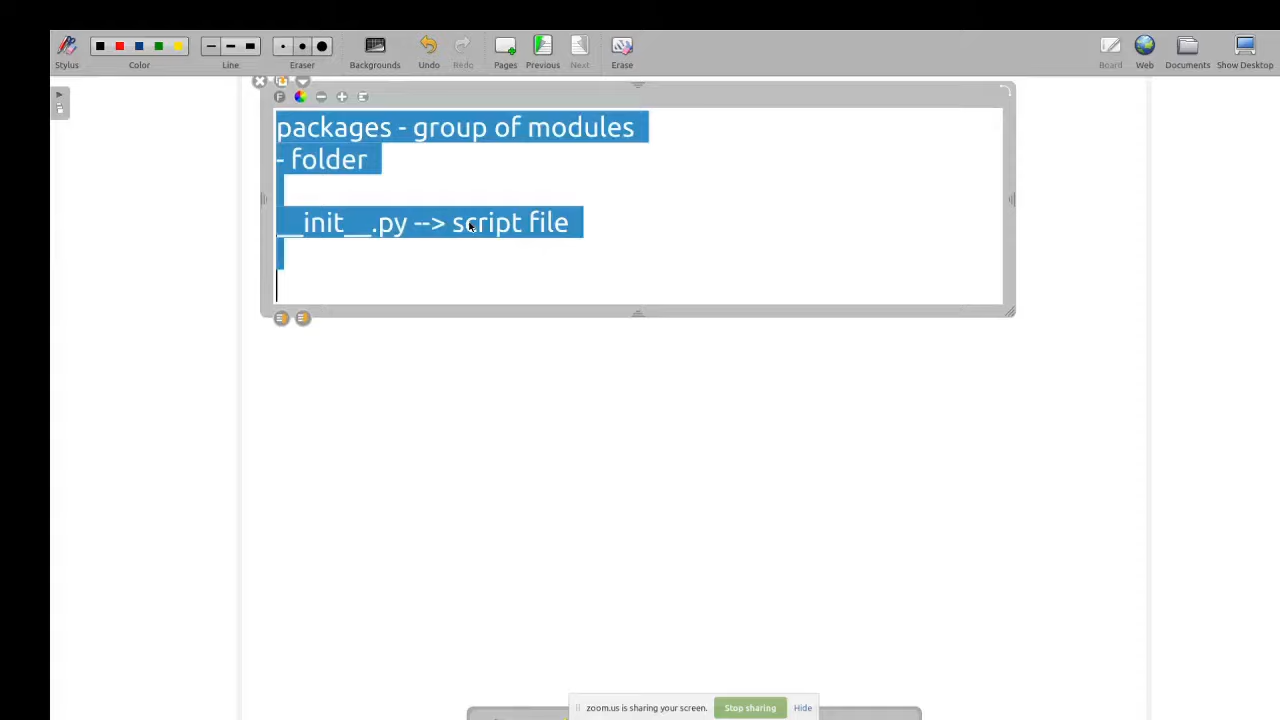 Stylus
Color
Line
Eraser
Backgrounds
Undo
Redo
Pages
Previous
Next
Erase
Board
Web
Documents
Show Desktop
F
packages - group of modules
- folder
__init__.py --> script file
zoom.us is sharing your screen.
Stop sharing
Hide